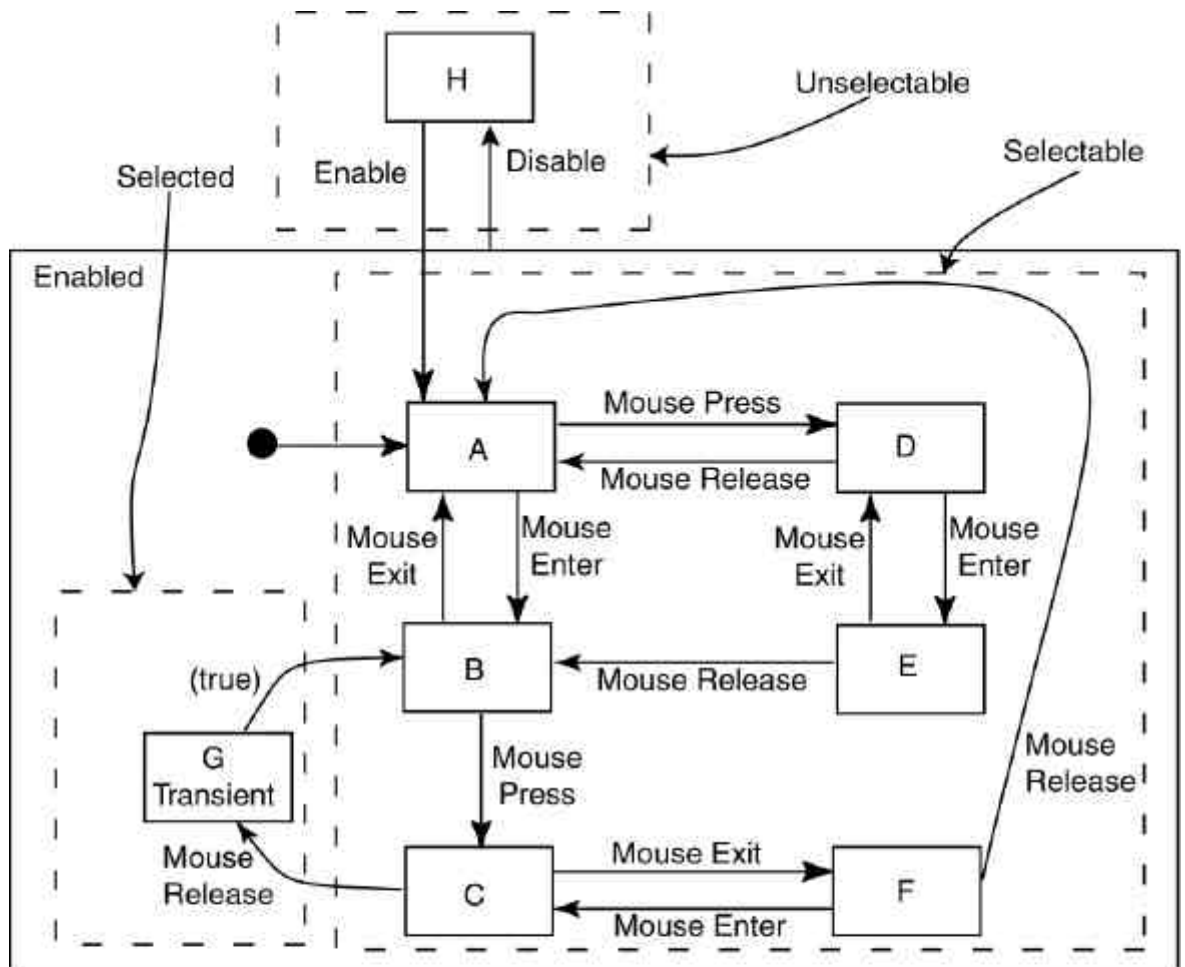 H
Unselectable
Selectable
Selected
Enable
Disable
Enabled
Mouse Press
A
D
Mouse Release
Mouse
Exit
Mouse
Enter
Mouse
Exit
Mouse
Enter
(true)
B
Mouse Release
E
G
Transient
Mouse
Press
Mouse
Release
Mouse
Release
C
Mouse Exit
Mouse Enter
F